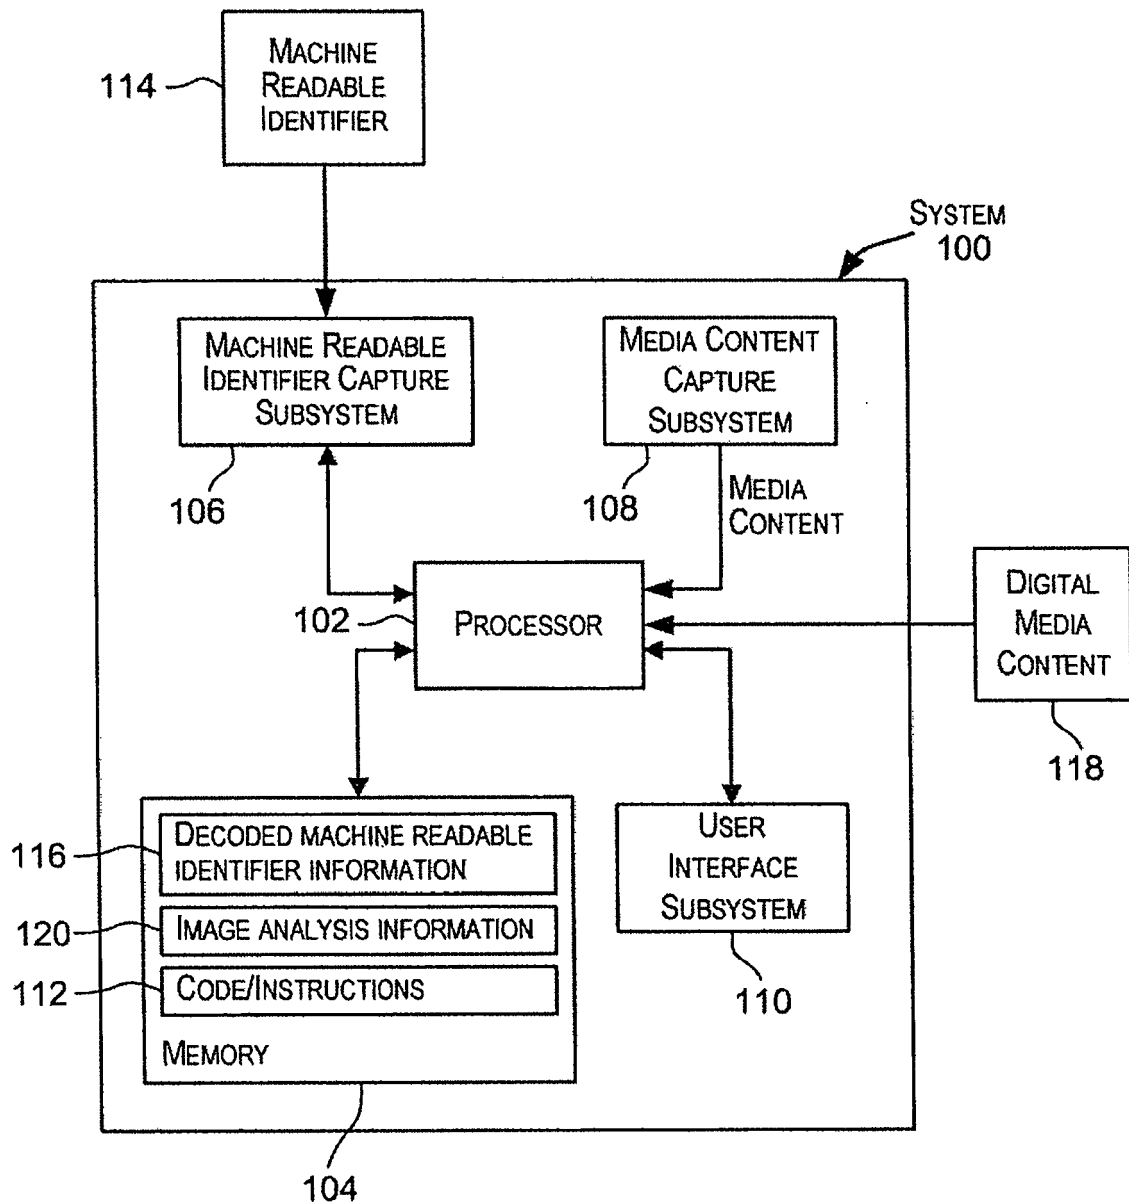 MACHINE
READABLE
IDENTIFIER
114
SYSTEM
100
MACHINE READABLE
IDENTIFIER CAPTURE
SUBSYSTEM
106
MEDIA CONTENT
CAPTURE
SUBSYSTEM
108
MEDIA
CONTENT
102
PROCESSOR
DIGITAL
MEDIA
CONTENT
118
116
DECODED MACHINE READABLE
IDENTIFIER INFORMATION
120
IMAGE ANALYSIS INFORMATION
112
CODE/INSTRUCTIONS
MEMORY
104
USER
INTERFACE
SUBSYSTEM
110